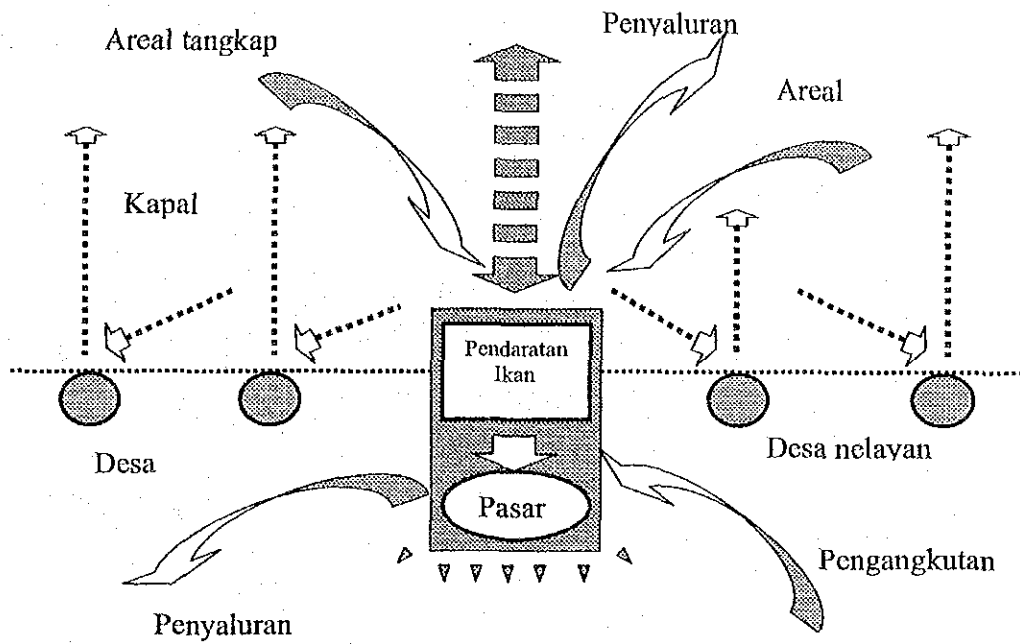 Areal tangkap
Penyaluran
Areal
Kapal
Pendaratan
Ikan
Desa
Desa nelayan
Pasar
Pengangkutan
Penyaluran